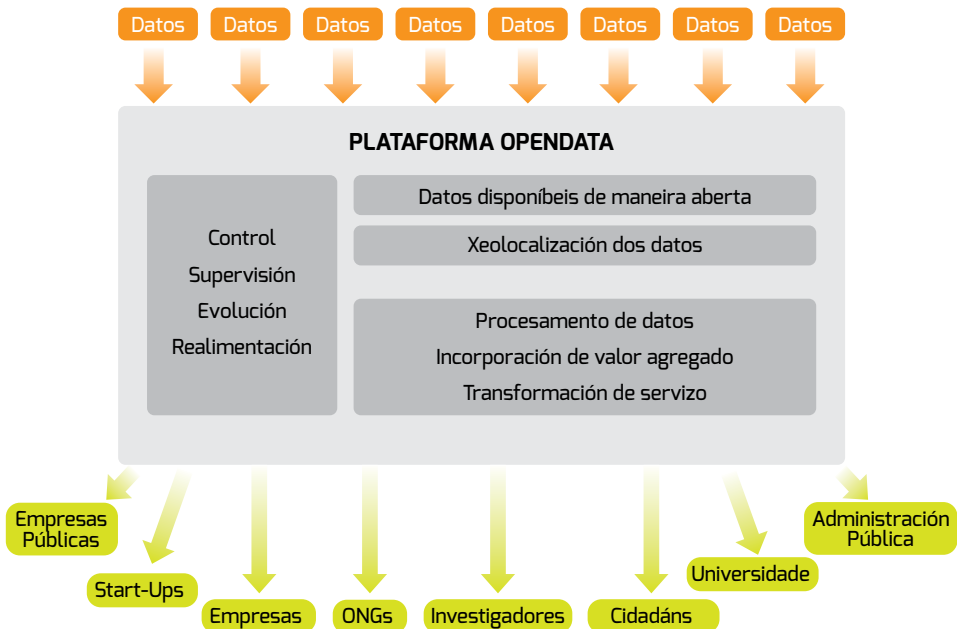 Datos Datos Datos Datos Datos Datos Datos Datos
PLATAFORMA OPENDATA
Control
Supervisión
Evolución
Realimentación
Datos disponíbeis de maneira aberta
Xeolocalización dos datos
Procesamento de datos
Incorporación de valor agregado
Transformación de servizo
Empresas
Públicas
Start-Ups
Empresas
ONGs
Investigadores
Cidadáns
Universidade
Administración
Pública